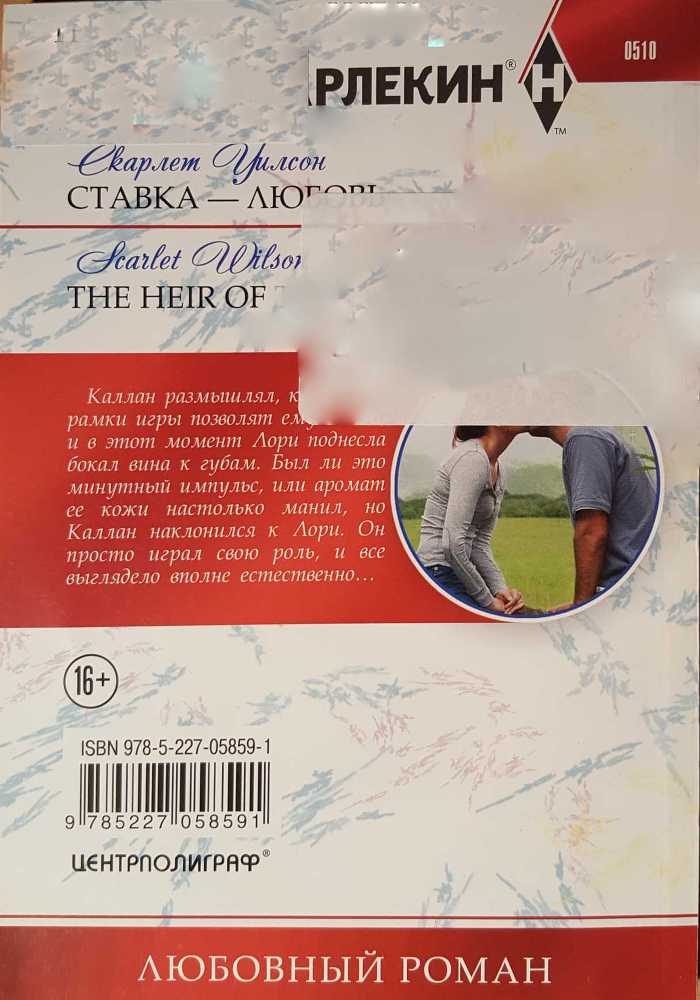 0510
РЛЕКИН®
H
TM
Скарлет Уилсон
СТАВКА — ЛЮБОВЬ
Scarlet Wilson
THE HEIR OF
Каллан размышлял,
рамки игры позволят
и в этот момент Лори поднесла
бокал вина к губам. Был ли это
минутный импульс, или аромат
ее кожи настолько манил, но
Каллан наклонился к Лори. Он
просто играл свою роль, и все
выглядело вполне естественно...
16+
ISBN 978-5-227-05859-1
9 785227 058591
ЦЕНТРПОЛИГРАФ®
ЛЮБОВНЫЙ РОМАН